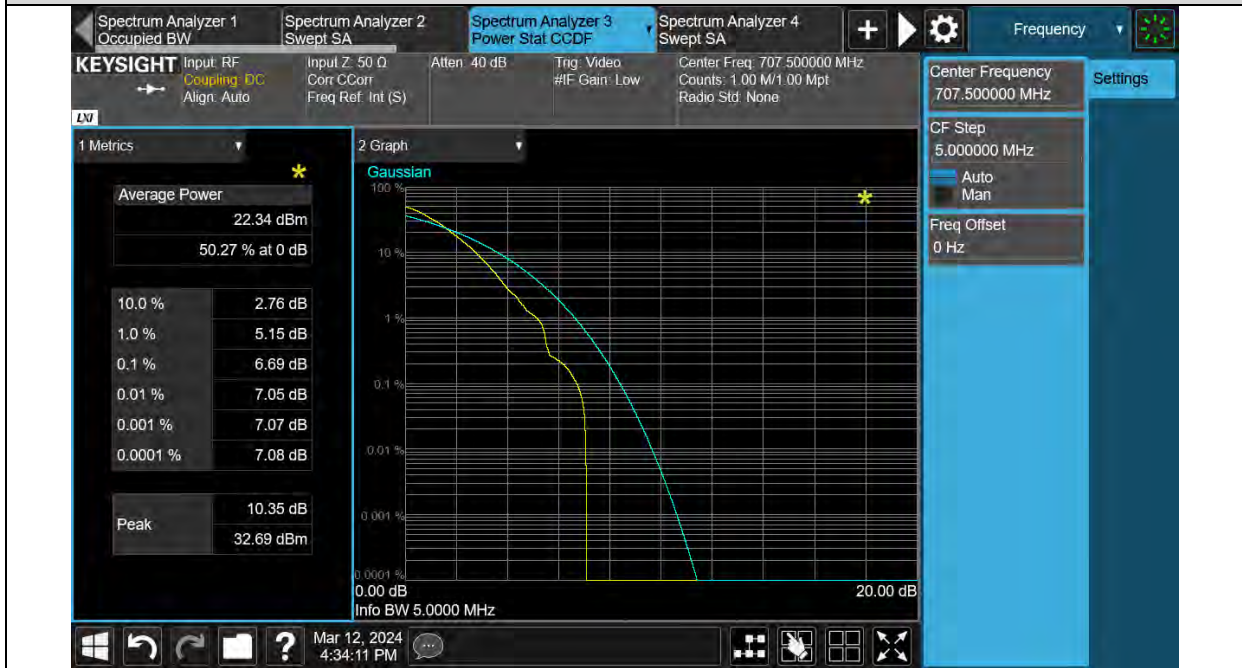 Spectrum Analyzer 1
Occupied BW
Spectrum Analyzer 2
Swept SA
Spectrum Analyzer 3
Power Stat CCDF
Spectrum Analyzer 4
Swept SA
Frequency
KEYSIGHT
LXI
Input: RF
Coupling: DC
Align: Auto
Input Z: 50 Ω
Corr CCorr
Freq Ref: Int (S)
Atten: 40 dB
Trig: Video
#IF Gain: Low
Center Freq: 707.500000 MHz
Counts: 1.00 M/1.00 Mpt
Radio Std: None
Center Frequency
707.500000 MHz
Settings
CF Step
5.000000 MHz
Auto
Man
Freq Offset
0 Hz
1 Metrics
Average Power
22.34 dBm
50.27 % at 0 dB
10.0 % 2.76 dB
1.0 % 5.15 dB
0.1 % 6.69 dB
0.01 % 7.05 dB
0.001 % 7.07 dB
0.0001 % 7.08 dB
Peak
10.35 dB
32.69 dBm
2 Graph
Gaussian
100 %
10 %
1 %
0.1 %
0.01 %
0.001 %
0.0001 %
0.00 dB 20.00 dB
Info BW 5.0000 MHz
?
Mar 12, 2024
4:34:11 PM